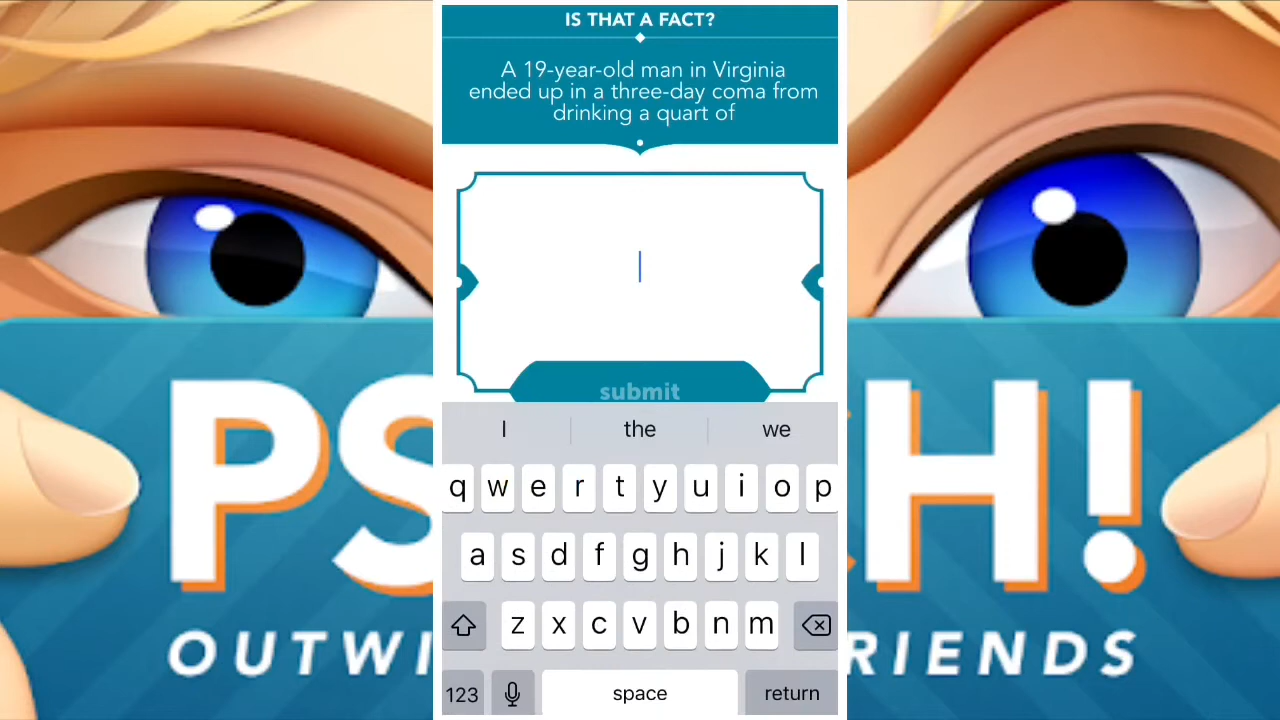 IS THAT A FACT?
A 19-year-old man in Virginia
ended up in a three-day coma from
drinking a quart of
submit
I the we
q w e r t y u i o p
a s d f g h j k l
z x c v b n m
123 space return
PS CH!
OUTWI RIENDS